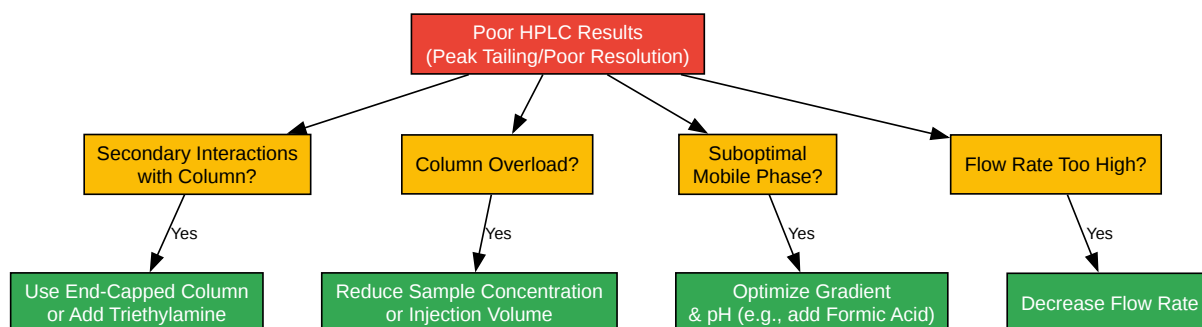 Poor HPLC Results
(Peak Tailing/Poor Resolution)
Secondary Interactions
with Column?
Column Overload?
Suboptimal
Mobile Phase?
Flow Rate Too High?
Yes
Yes
Yes
Yes
Use End-Capped Column
or Add Triethylamine
Reduce Sample Concentration
or Injection Volume
Optimize Gradient
& pH (e.g., add Formic Acid)
Decrease Flow Rate